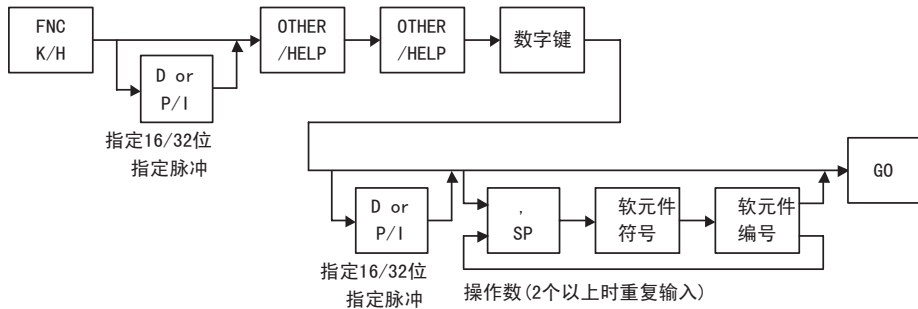 FNC
K/H
OTHER
/HELP
OTHER
/HELP
数字键
D or
P/I
指定16/32位
指定脉冲
GO
D or
P/I
,
SP
软元件
符号
软元件
编号
指定16/32位
指定脉冲
操作数(2个以上时重复输入)